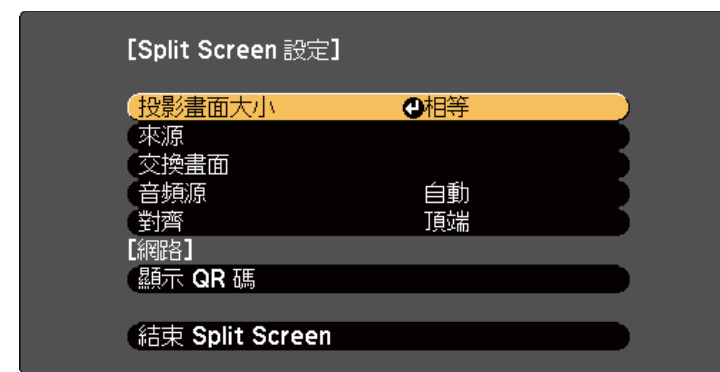 [Split Screen 設定]
投影畫面大小 相等
來源
交換畫面
音頻源 自動
對齊 頂端
[網路]
顯示 QR 碼
結束 Split Screen